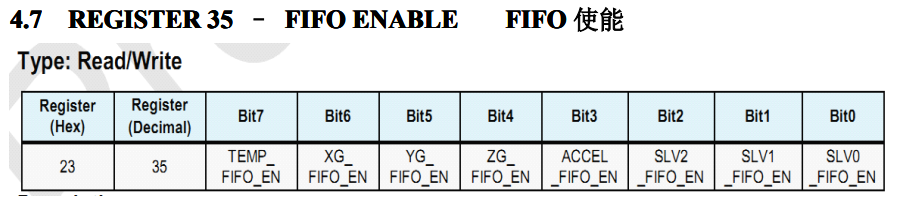 4.7 REGISTER 35 – FIFO ENABLE FIFO 使能
Type: Read/Write
Register (Hex) Register (Decimal) Bit7 Bit6 Bit5 Bit4 Bit3 Bit2 Bit1 Bit0
23 35 TEMP_ FIFO_EN XG_ FIFO_EN YG_ FIFO_EN ZG_ FIFO_EN ACCEL _FIFO_EN SLV2 _FIFO_EN SLV1 _FIFO_EN SLV0 _FIFO_EN